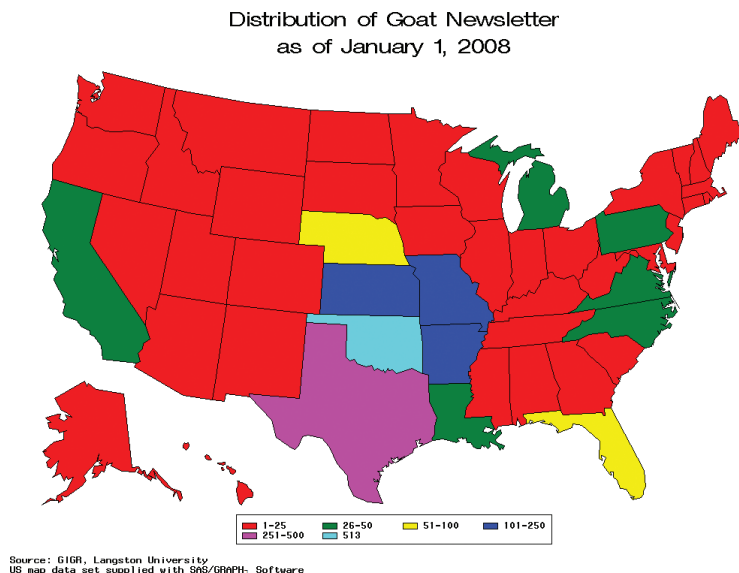 Distribution of Goat Newsletter
as of January 1, 2008
1-25 26-50 51-100 101-250
251-500 513
Source: GIGR, Langston University
US map data set supplied with SAS/GRAPH® Software